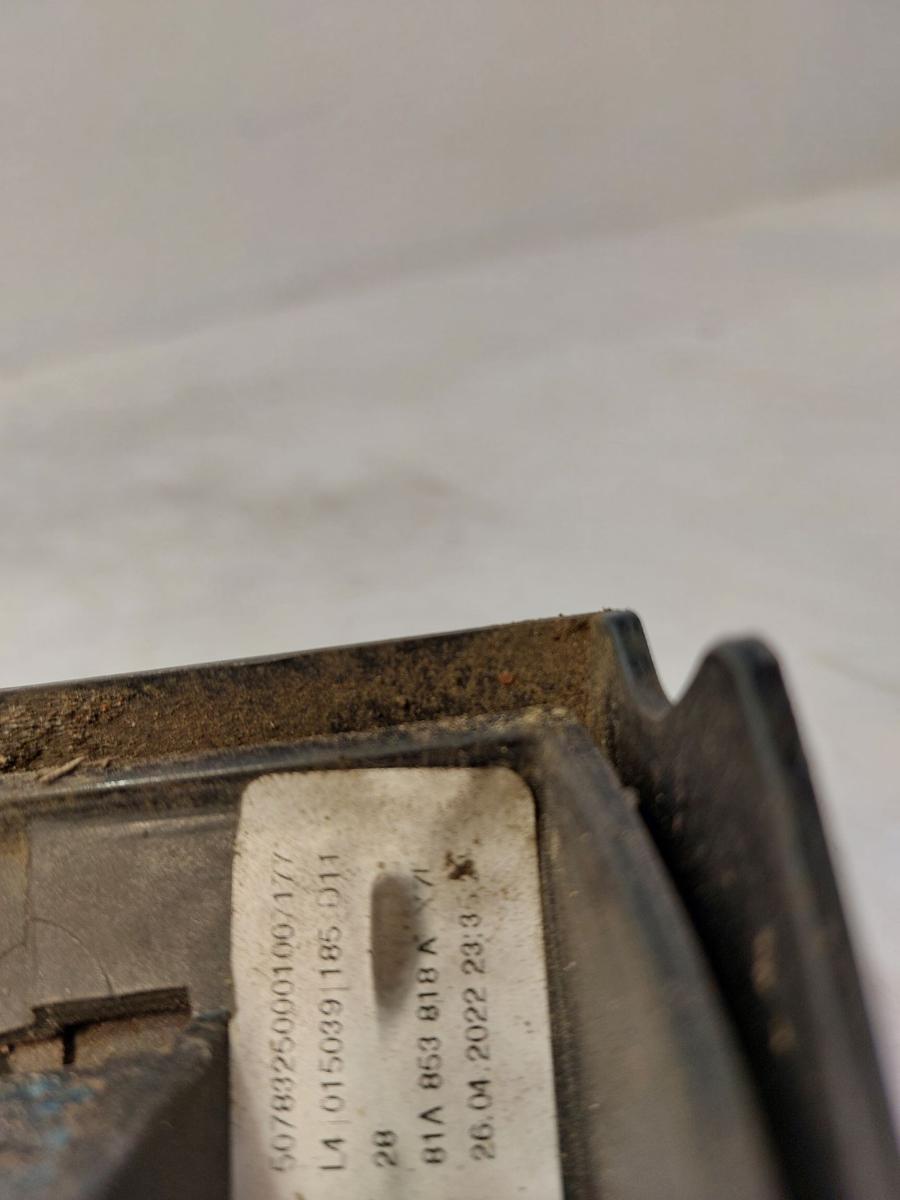 5078325000100/177
L4|015039|185:D11
28
81A 853 818 A
26.04.2022 23:3